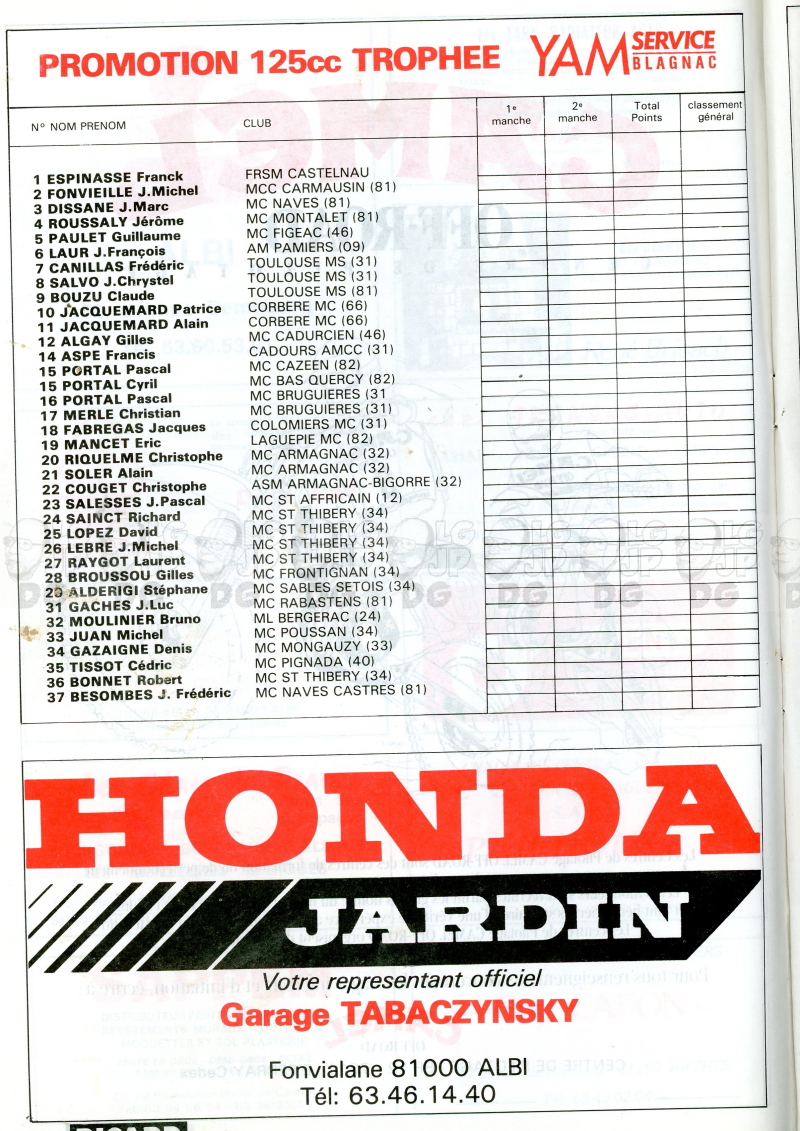 PROMOTION 125cc TROPHEE YAM SERVICE BLAGNAC
N° NOM PRENOM CLUB 1e manche 2e manche Total Points classement général
1 ESPINASSE Franck FRSM CASTELNAU
2 FONVIEILLE J.Michel MCC CARMAUSIN (81)
3 DISSANE J.Marc MC NAVES (81)
4 ROUSSALY Jérôme MC MONTALET (81)
5 PAULET Guillaume MC FIGEAC (46)
6 LAUR J.François AM PAMIERS (09)
7 CANILLAS Frédéric TOULOUSE MS (31)
8 SALVO J.Chrystel TOULOUSE MS (31)
9 BOUZU Claude TOULOUSE MS (81)
10 JACQUEMARD Patrice CORBERE MC (66)
11 JACQUEMARD Alain CORBERE MC (66)
12 ALGAY Gilles MC CADURCIEN (46)
14 ASPE Francis CADOURS AMCC (31)
15 PORTAL Pascal MC CAZEEN (82)
15 PORTAL Cyril MC BAS QUERCY (82)
16 PORTAL Pascal MC BRUGUIERES (31
17 MERLE Christian MC BRUGUIERES (31)
18 FABREGAS Jacques COLOMIERS MC (31)
19 MANCET Eric LAGUEPIE MC (82)
20 RIQUELME Christophe MC ARMAGNAC (32)
21 SOLER Alain MC ARMAGNAC (32)
22 COUGET Christophe ASM ARMAGNAC-BIGORRE (32)
23 SALESSES J.Pascal MC ST AFFRICAIN (12)
24 SAINCT Richard MC ST THIBERY (34)
25 LOPEZ David MC ST THIBERY (34)
26 LEBRE J.Michel MC ST THIBERY (34)
27 RAYGOT Laurent MC ST THIBERY (34)
28 BROUSSOU Gilles MC FRONTIGNAN (34)
29 ALDERIGI Stéphane MC SABLES SETOIS (34)
31 GACHES J.Luc MC RABASTENS (81)
32 MOULINIER Bruno ML BERGERAC (24)
33 JUAN Michel MC POUSSAN (34)
34 GAZAIGNE Denis MC MONGAUZY (33)
35 TISSOT Cédric MC PIGNADA (40)
36 BONNET Robert MC ST THIBERY (34)
37 BESOMBES J. Frédéric MC NAVES CASTRES (81)
HONDA
JARDIN
Votre representant officiel
Garage TABACZYNSKY
Fonvialane 81000 ALBI
Tél: 63.46.14.40
RICARD